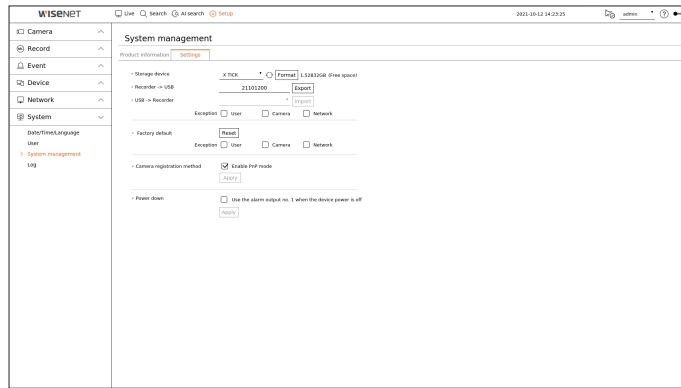 WISENET
Live Search AI search Setup 2021-10-12 14:23:25 admin ?
Camera
Record
Event
Device
Network
System
Date/Time/Language
User
> System management
Log
System management
Product information Settings
• Storage device X TICK Format 1.52832GB (Free space)
• Recorder -> USB 21101200 Export
• USB -> Recorder Import
Exception User Camera Network
• Factory default Reset
Exception User Camera Network
• Camera registration method Enable PnP mode
Apply
• Power down Use the alarm output no. 1 when the device power is off
Apply